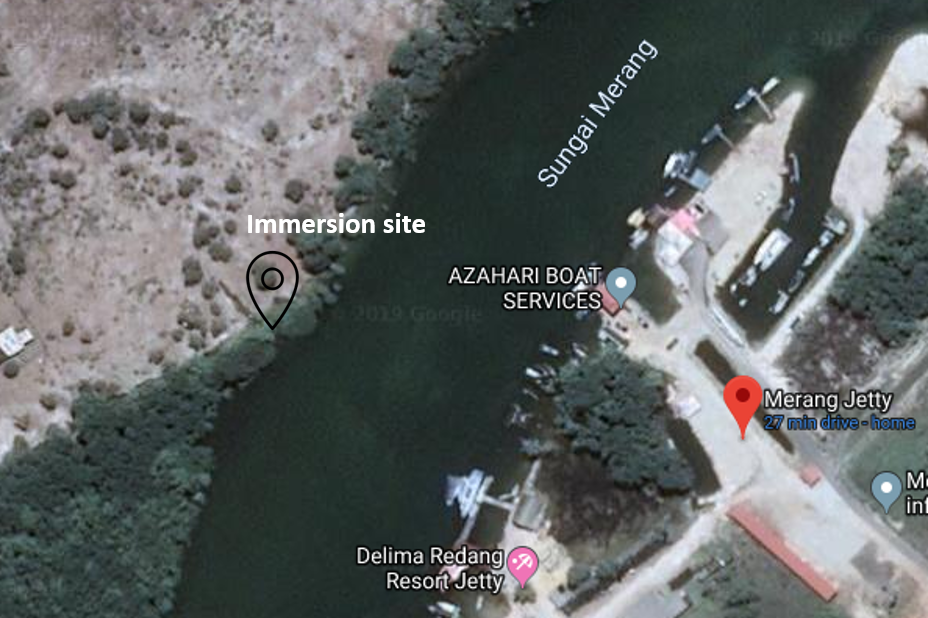 Sungai Merang
Immersion site
AZAHARI BOAT
SERVICES
© 2019 Google
Merang Jetty
27 min drive - home
Delima Redang
Resort Jetty